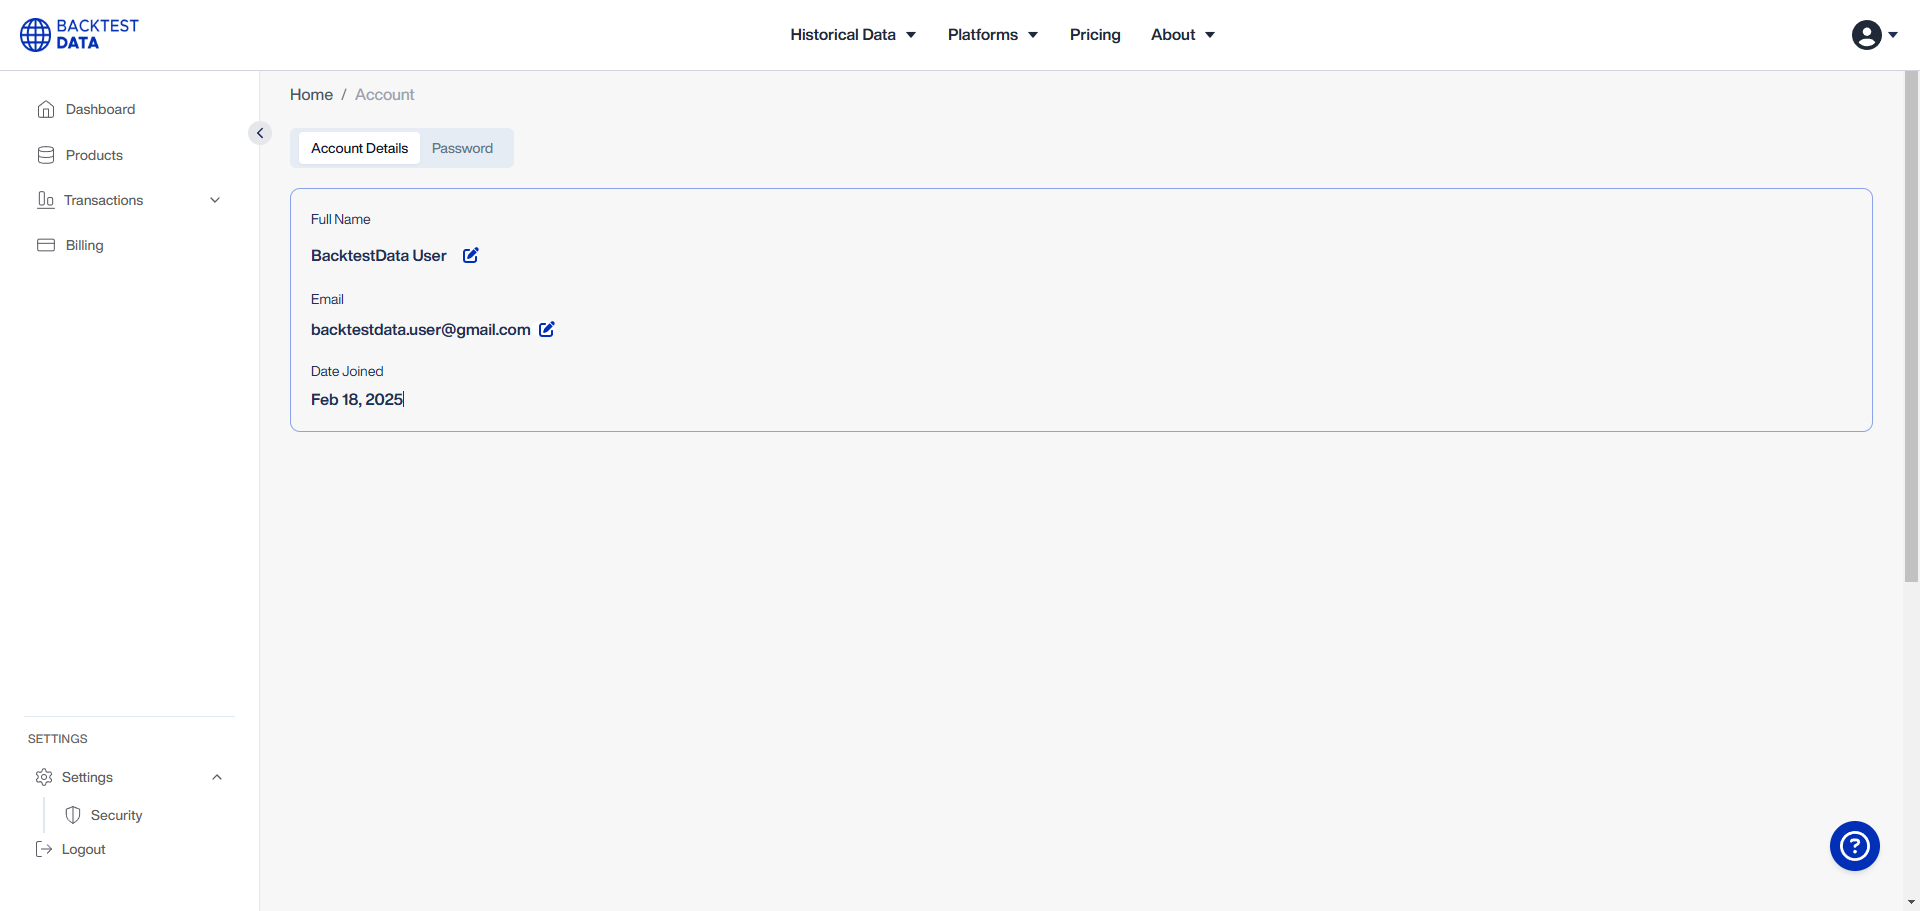 BACKTEST
DATA
Historical Data
Platforms
Pricing
About
Dashboard
Products
Transactions
Billing
SETTINGS
Settings
Security
Logout
Home / Account
Account Details
Password
Full Name
BacktestData User
Email
backtestdata.user@gmail.com
Date Joined
Feb 18, 2025
?